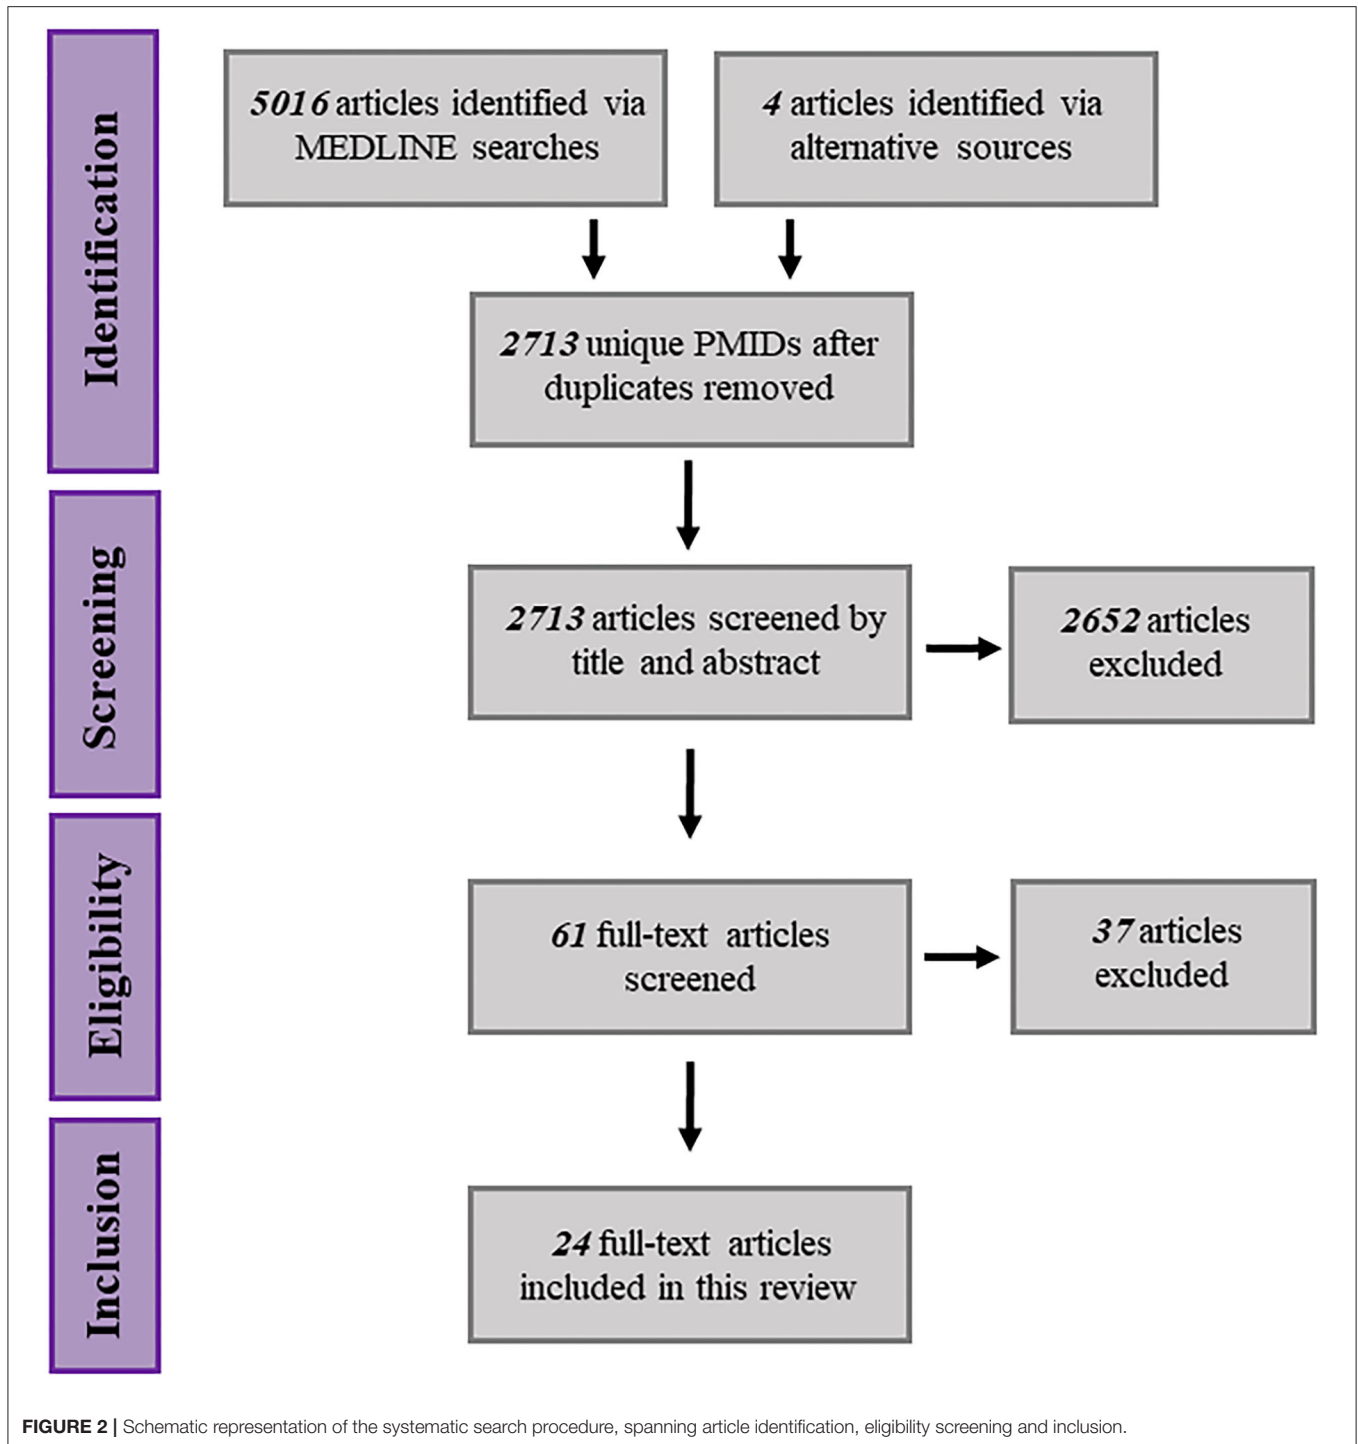 Identification
5016 articles identified via
MEDLINE searches
4 articles identified via
alternative sources
2713 unique PMIDs after
duplicates removed
Screening
2713 articles screened by
title and abstract
2652 articles
excluded
Eligibility
61 full-text articles
screened
37 articles
excluded
Inclusion
24 full-text articles
included in this review
FIGURE 2 | Schematic representation of the systematic search procedure, spanning article identification, eligibility screening and inclusion.